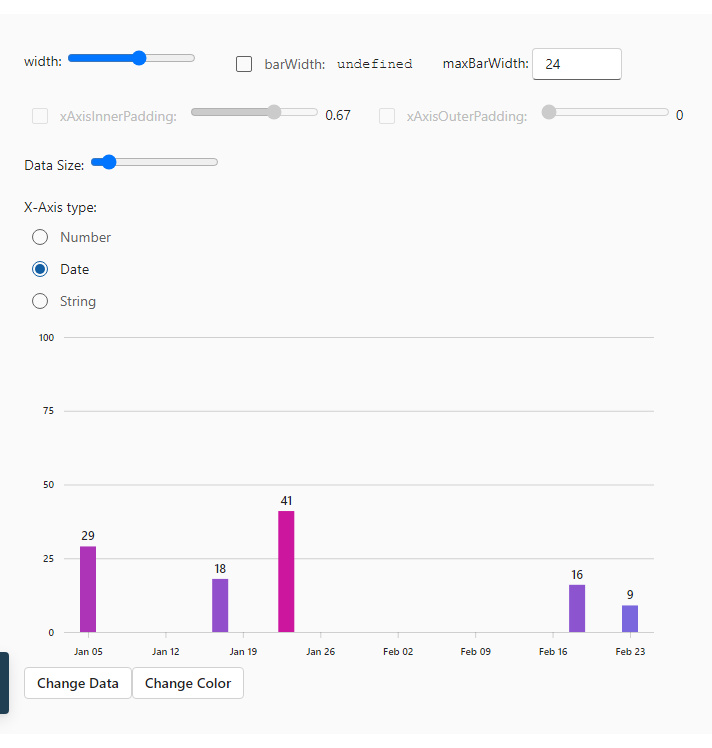 width: barWidth: undefined maxBarWidth: 24
xAxisInnerPadding: 0.67 xAxisOuterPadding: 0
Data Size:
X-Axis type:
Number
Date
String
100
75
50
25
0
29
18
41
16
9
Jan 05 Jan 12 Jan 19 Jan 26 Feb 02 Feb 09 Feb 16 Feb 23
Change Data Change Color